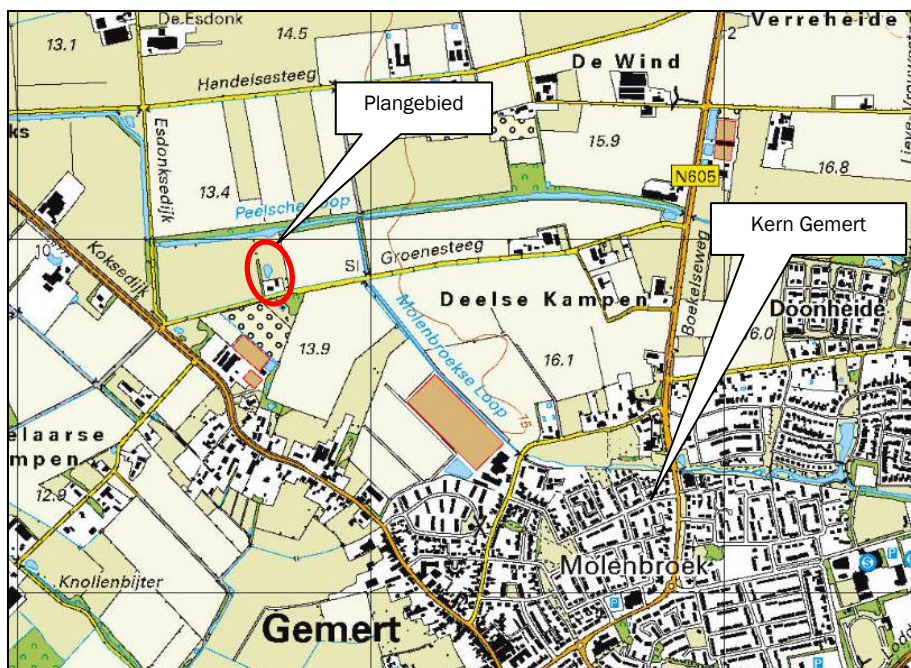 De Esdonk
13.1
14.5
Verreheide
2
De Wind
Handelsesteeg
Plangebied
ks
Esdonksedijk
15.9
16.8
13.4
N605
Peelsche Loop
Kern Gemert
10
Koksedijk
Sl
Groenesteeg
Boekelseweg
Deelse Kampen
Doonheide
6.0
13.9
Molenbroekse Loop
16.1
15
elaarse
mpen
12.9
Knollenbijter
Molenbroek
P
S
P
Gemert